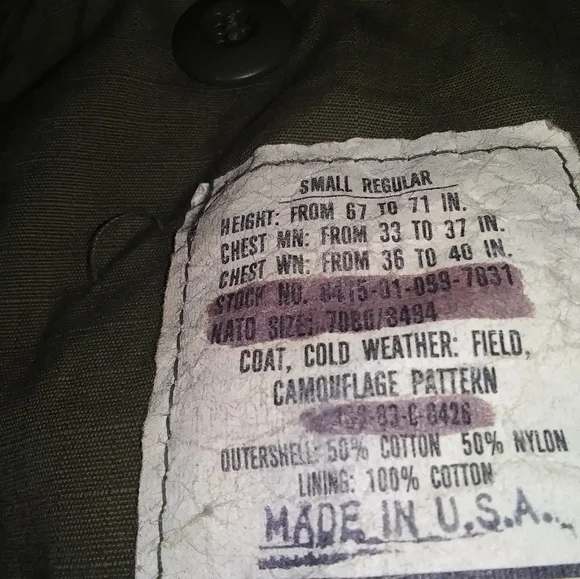 SMALL REGULAR
HEIGHT: FROM 67 TO 71 IN.
CHEST MN: FROM 33 TO 37 IN.
CHEST WN: FROM 36 TO 40 IN.
STOCK NO. 8415-01-099-7831
NATO SIZE: 7080/8494
COAT, COLD WEATHER: FIELD,
CAMOUFLAGE PATTERN
83-C-8426
OUTERSHELL: 50% COTTON 50% NYLON
LINING: 100% COTTON
MADE IN U.S.A.